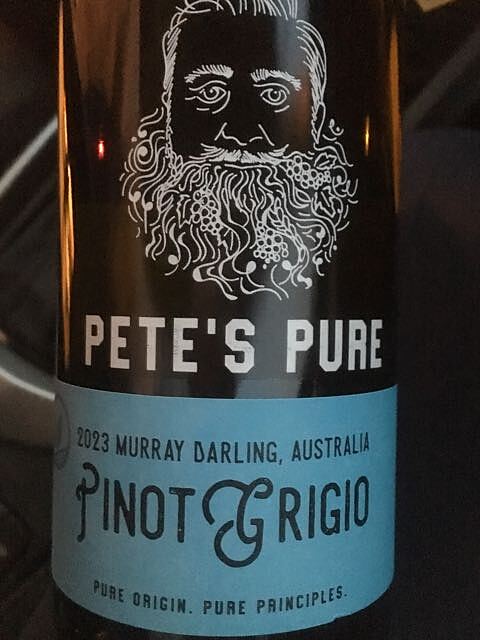 PETE'S PURE
2023 MURRAY DARLING, AUSTRALIA
PINOT GRIGIO
PURE ORIGIN. PURE PRINCIPLES.